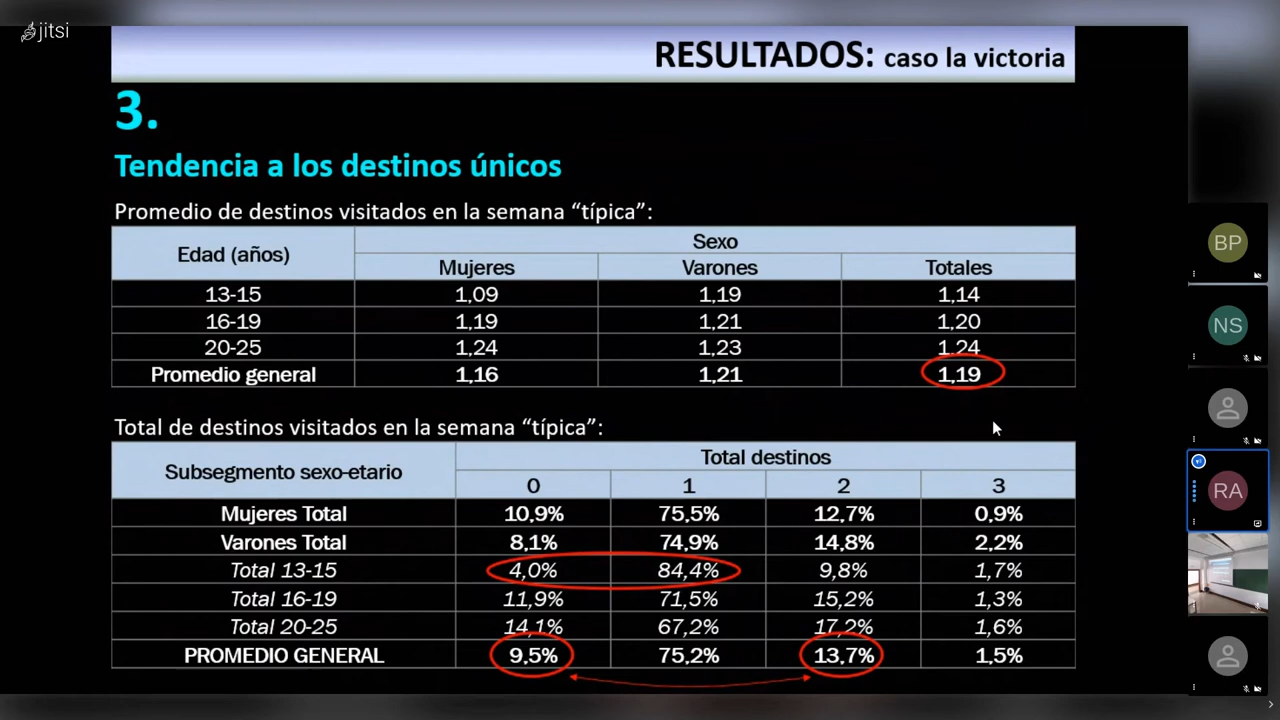 jitsi
RESULTADOS: caso la victoria
3.
Tendencia a los destinos únicos
Promedio de destinos visitados en la semana “típica”:
Edad (años) Sexo
Mujeres Varones Totales
13-15 1,09 1,19 1,14
16-19 1,19 1,21 1,20
20-25 1,24 1,23 1,24
Promedio general 1,16 1,21 1,19
Total de destinos visitados en la semana “típica”:
Subsegmento sexo-etario Total destinos
0 1 2 3
Mujeres Total 10,9% 75,5% 12,7% 0,9%
Varones Total 8,1% 74,9% 14,8% 2,2%
Total 13-15 4,0% 84,4% 9,8% 1,7%
Total 16-19 11,9% 71,5% 15,2% 1,3%
Total 20-25 14,1% 67,2% 17,2% 1,6%
PROMEDIO GENERAL 9,5% 75,2% 13,7% 1,5%
BP
NS
RA